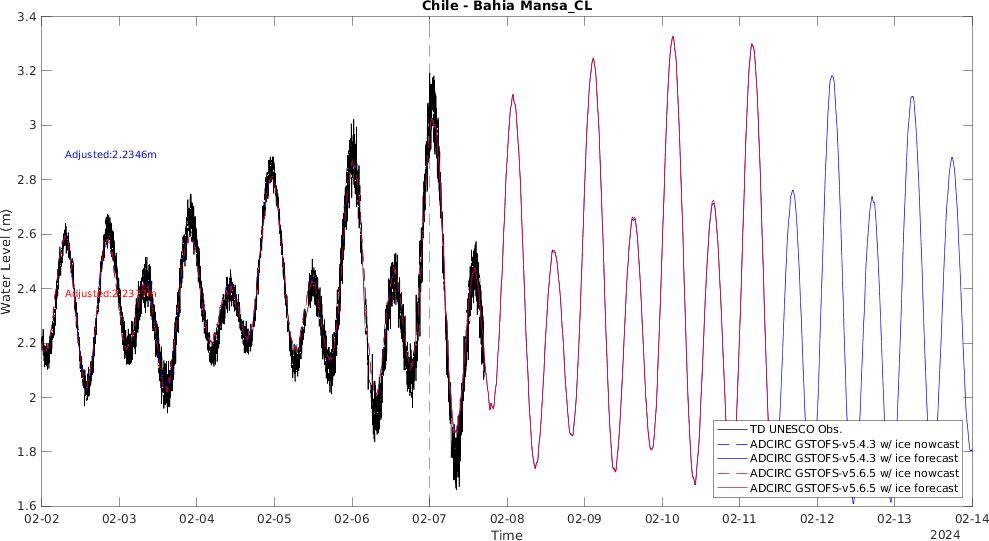 Chile - Bahia Mansa_CL
3.4
3.2
3
2.8
2.6
2.4
2.2
2
1.8
1.6
Water Level (m)
Adjusted:2.2346m
TD UNESCO Obs.
ADCIRC GSTOFS-v5.4.3 w/ ice nowcast
ADCIRC GSTOFS-v5.4.3 w/ ice forecast
ADCIRC GSTOFS-v5.6.5 w/ ice nowcast
ADCIRC GSTOFS-v5.6.5 w/ ice forecast
02-02 02-03 02-04 02-05 02-06 02-07 02-08 02-09 02-10 02-11 02-12 02-13 02-14
Time
2024